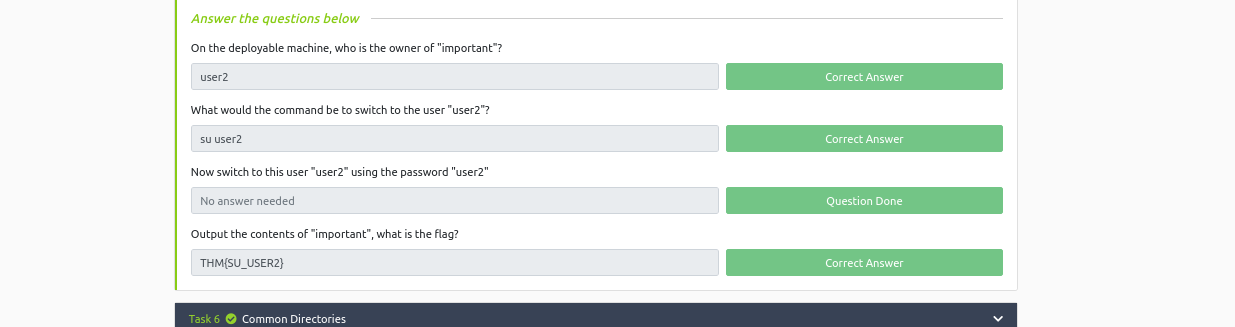 Answer the questions below
On the deployable machine, who is the owner of "important"?
user2
Correct Answer
What would the command be to switch to the user "user2"?
su user2
Correct Answer
Now switch to this user "user2" using the password "user2"
No answer needed
Question Done
Output the contents of "important", what is the flag?
THM{SU_USER2}
Correct Answer
Task 6 Common Directories